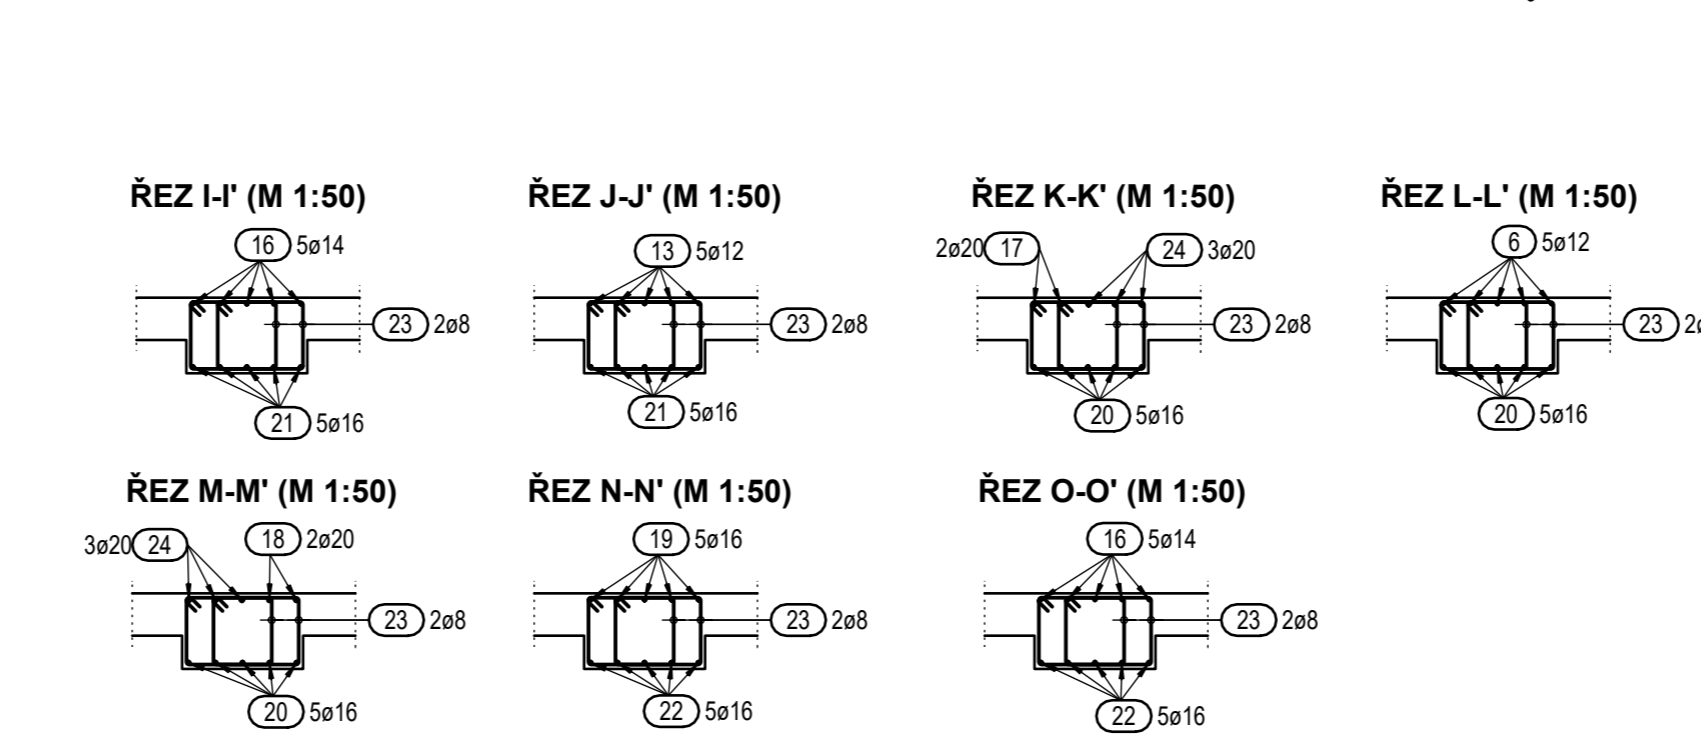 ŘEZ I-I' (M 1:50)
16 5ø14
23 2ø8
21 5ø16
ŘEZ J-J' (M 1:50)
13 5ø12
23 2ø8
21 5ø16
ŘEZ K-K' (M 1:50)
2ø20 17
24 3ø20
23 2ø8
20 5ø16
ŘEZ L-L' (M 1:50)
6 5ø12
23 2ø
20 5ø16
ŘEZ M-M' (M 1:50)
3ø20 24
18 2ø20
23 2ø8
20 5ø16
ŘEZ N-N' (M 1:50)
19 5ø16
23 2ø8
22 5ø16
ŘEZ O-O' (M 1:50)
16 5ø14
23 2ø8
22 5ø16